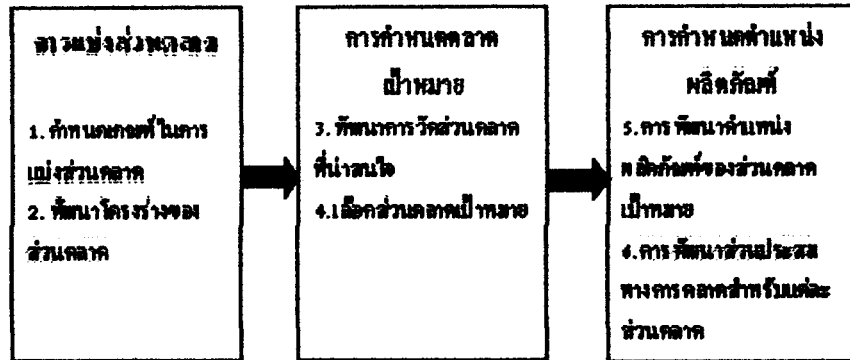 การแบ่งส่วนตลาด
1. กำหนดเกณฑ์ในการ
แบ่งส่วนตลาด
2. พัฒนาโครงร่างของ
ส่วนตลาด
การกำหนดตลาด
เป้าหมาย
3. พัฒนาการวัดส่วนตลาด
ที่น่าสนใจ
4.เลือกส่วนตลาดเป้าหมาย
การกำหนดตำแหน่ง
ผลิตภัณฑ์
5. การพัฒนาตำแหน่ง
ผลิตภัณฑ์ของส่วนตลาด
เป้าหมาย
6. การพัฒนาส่วนประสม
ทางการตลาดสำหรับแต่ละ
ส่วนตลาด